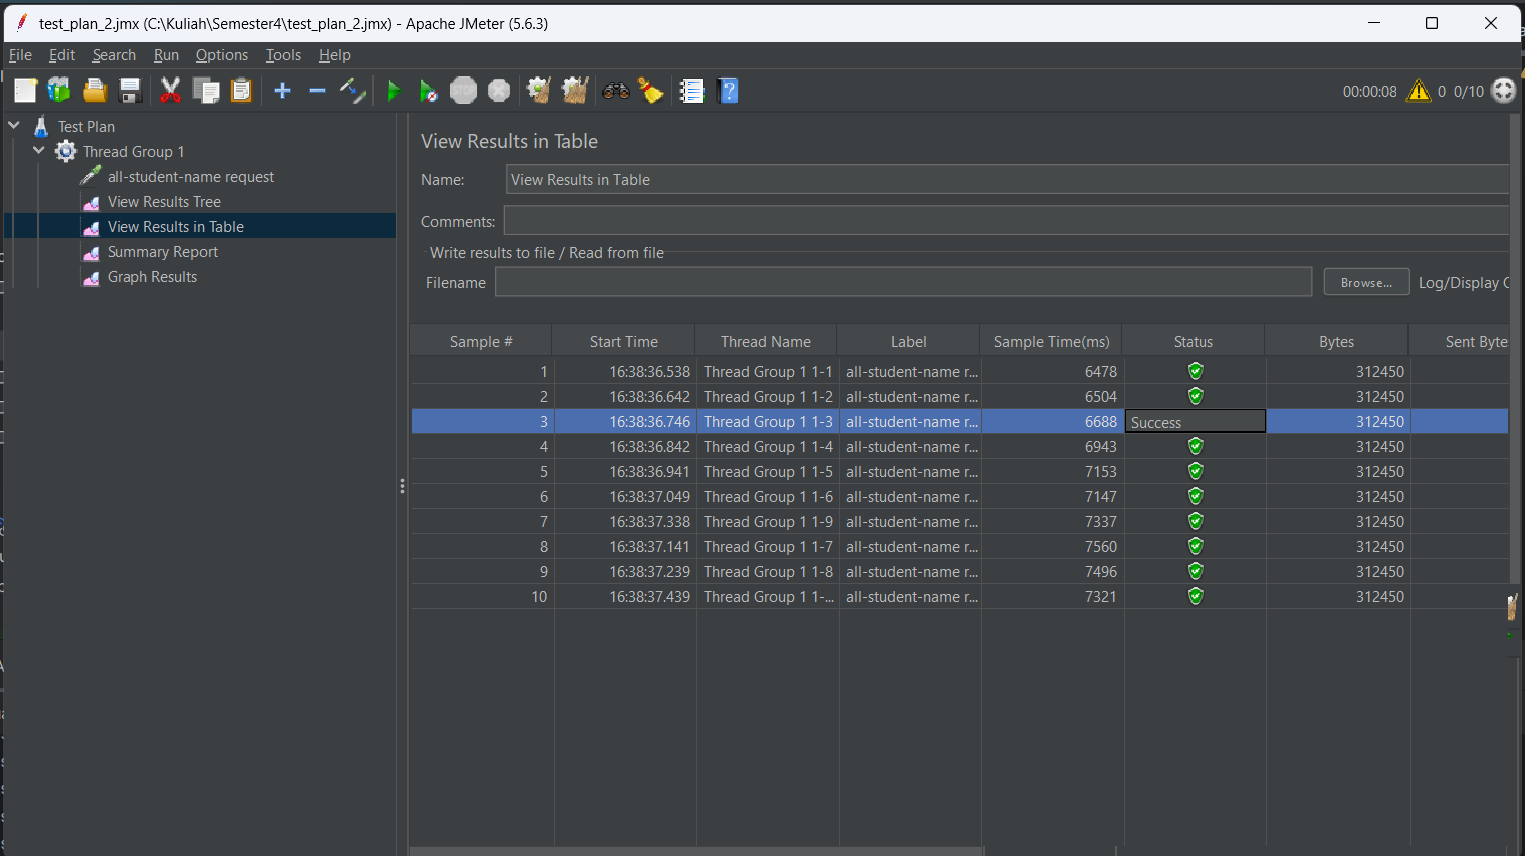 test_plan_2.jmx (C:\Kuliah\Semester4\test_plan_2.jmx) - Apache JMeter (5.6.3)
File Edit Search Run Options Tools Help
STOP 00:00:08 0 0/10
Test Plan
Thread Group 1
all-student-name request
View Results Tree
View Results in Table
Summary Report
Graph Results
View Results in Table
Name: View Results in Table
Comments:
Write results to file / Read from file
Filename Browse... Log/Display
Sample # Start Time Thread Name Label Sample Time(ms) Status Bytes Sent Byte
1 16:38:36.538 Thread Group 1 1-1 all-student-name r... 6478 312450
2 16:38:36.642 Thread Group 1 1-2 all-student-name r... 6504 312450
3 16:38:36.746 Thread Group 1 1-3 all-student-name r... 6688 Success 312450
4 16:38:36.842 Thread Group 1 1-4 all-student-name r... 6943 312450
5 16:38:36.941 Thread Group 1 1-5 all-student-name r... 7153 312450
6 16:38:37.049 Thread Group 1 1-6 all-student-name r... 7147 312450
7 16:38:37.338 Thread Group 1 1-9 all-student-name r... 7337 312450
8 16:38:37.141 Thread Group 1 1-7 all-student-name r... 7560 312450
9 16:38:37.239 Thread Group 1 1-8 all-student-name r... 7496 312450
10 16:38:37.439 Thread Group 1 1-... all-student-name r... 7321 312450